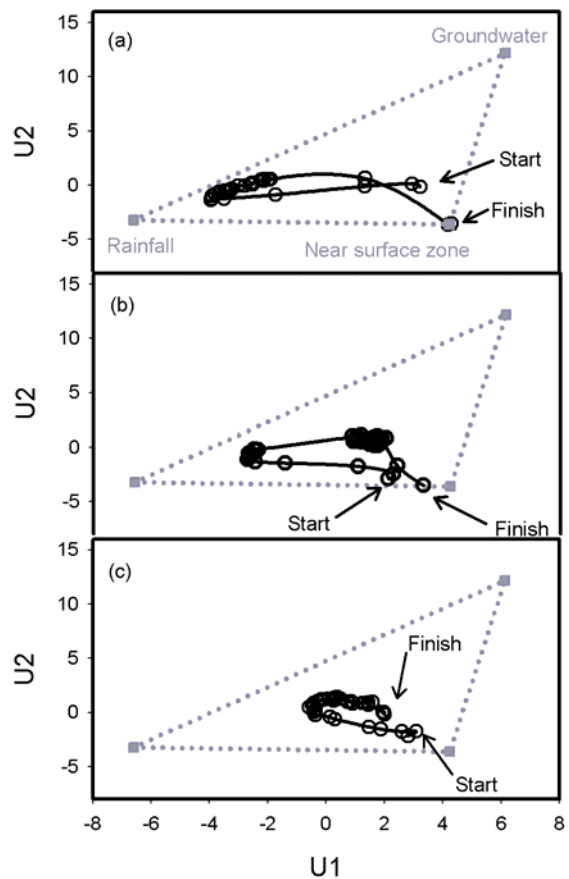 (a)
Groundwater
15
10
5
0
-5
U2
Start
Finish
Rainfall
Near surface zone
(b)
15
10
5
0
-5
U2
Start
Finish
(c)
15
10
5
0
-5
U2
Finish
Start
-8 -6 -4 -2 0 2 4 6 8
U1